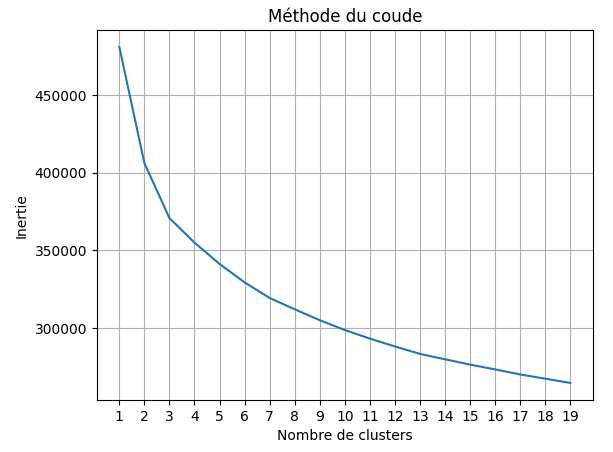 Méthode du coude
450000
400000
350000
300000
Inertie
1 2 3 4 5 6 7 8 9 10 11 12 13 14 15 16 17 18 19
Nombre de clusters